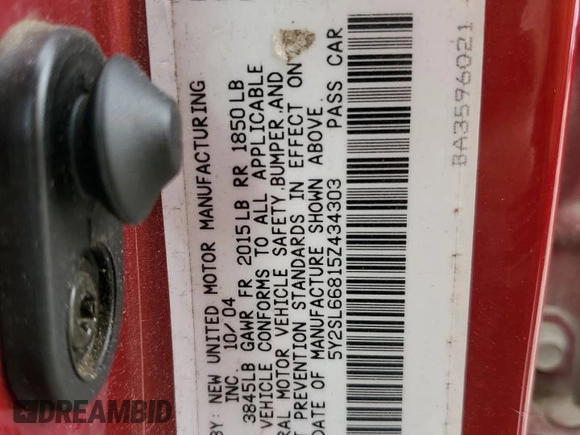 BY: NEW UNITED MOTOR MANUFACTURING
INC. 10/04
3845LB GAWR FR 2015LB RR 1850LB
VEHICLE CONFORMS TO ALL APPLICABLE
RAL MOTOR VEHICLE SAFETY,BUMPER,AND
T PREVENTION STANDARDS IN EFFECT ON
DATE OF MANUFACTURE SHOWN ABOVE.
5Y2SL66815Z434303 PASS CAR
BA3596021
DREAMBID